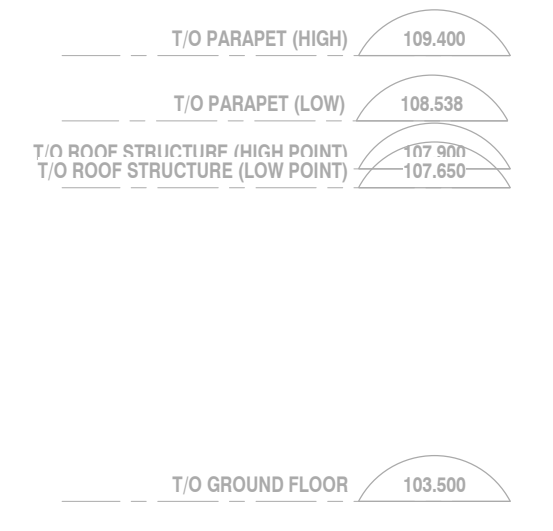 T/O PARAPET (HIGH) 109.400
T/O PARAPET (LOW) 108.538
T/O ROOF STRUCTURE (HIGH POINT) 107.900
T/O ROOF STRUCTURE (LOW POINT) 107.650
T/O GROUND FLOOR 103.500